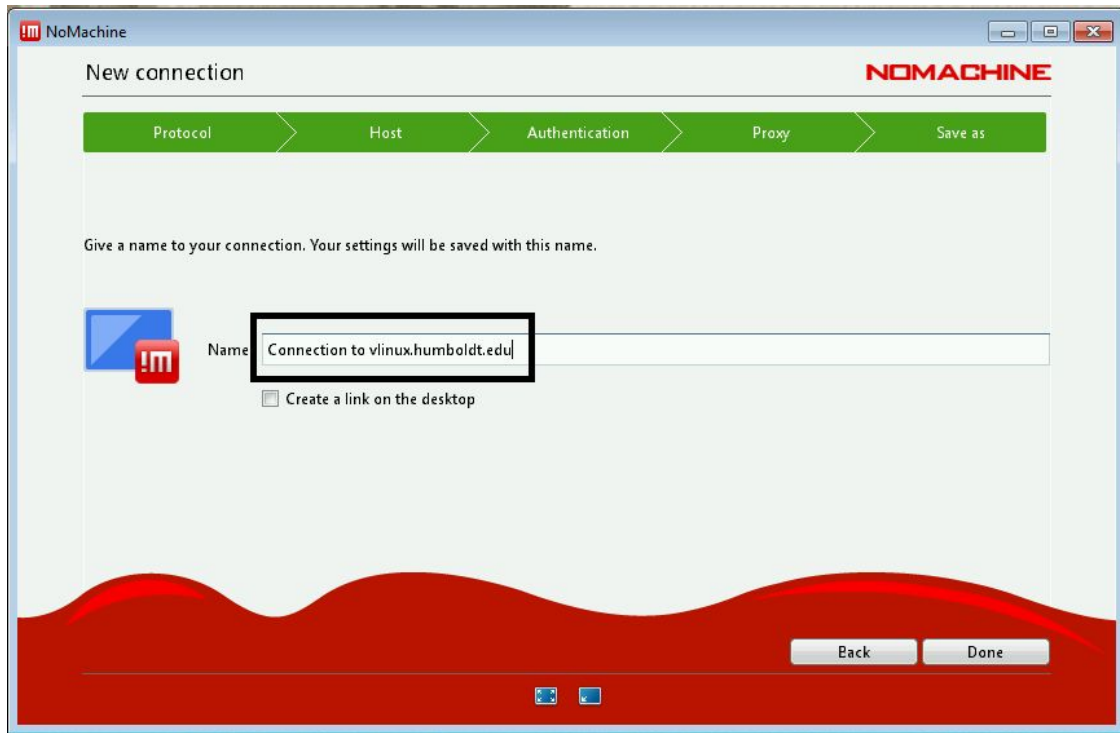 !M NoMachine
New connection
NOMACHINE
Protocol Host Authentication Proxy Save as
Give a name to your connection. Your settings will be saved with this name.
!m
Name Connection to vlinux.humboldt.edu
Create a link on the desktop
Back Done